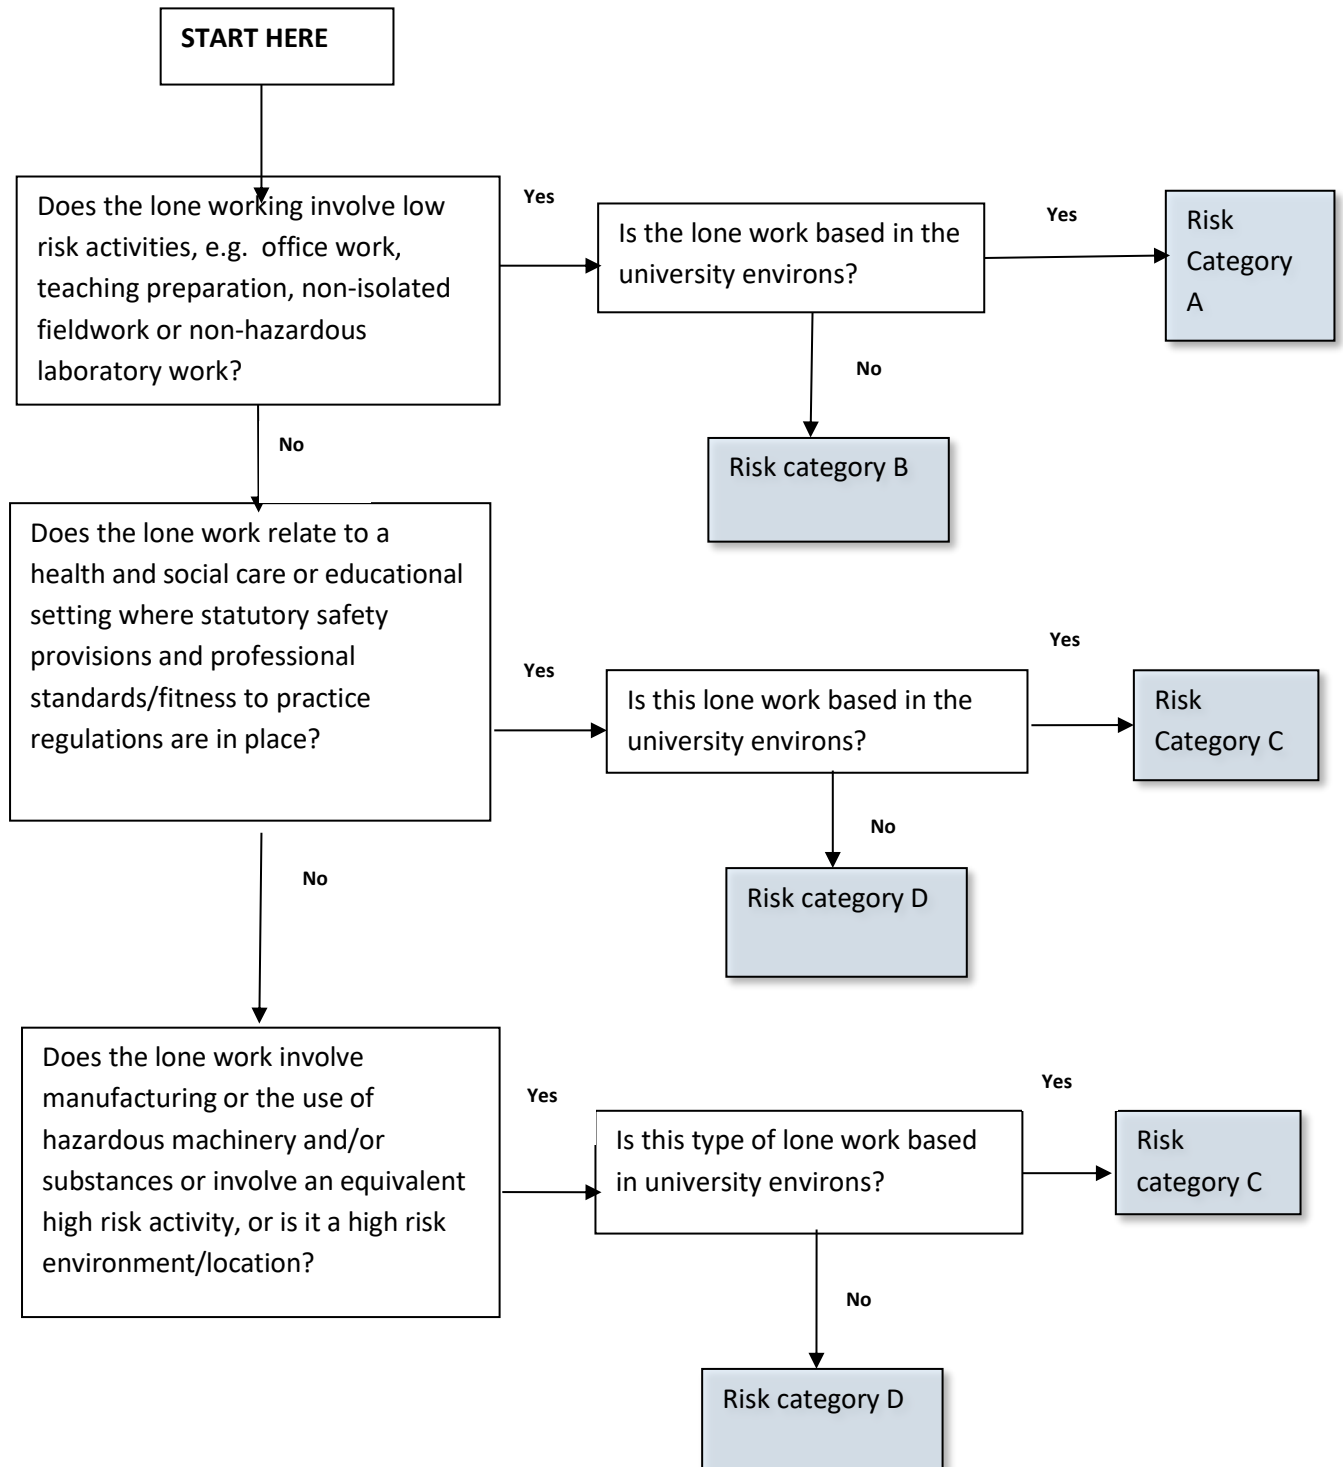 START HERE
Does the lone working involve low
risk activities, e.g. office work,
teaching preparation, non-isolated
fieldwork or non-hazardous
laboratory work?
Yes
Is the lone work based in the
university environs?
Yes
Risk
Category
A
No
Risk category B
No
Does the lone work relate to a
health and social care or educational
setting where statutory safety
provisions and professional
standards/fitness to practice
regulations are in place?
Yes
Is this lone work based in the
university environs?
Yes
Risk
Category C
No
Risk category D
No
Does the lone work involve
manufacturing or the use of
hazardous machinery and/or
substances or involve an equivalent
high risk activity, or is it a high risk
environment/location?
Yes
Is this type of lone work based
in university environs?
Yes
Risk
category C
No
Risk category D